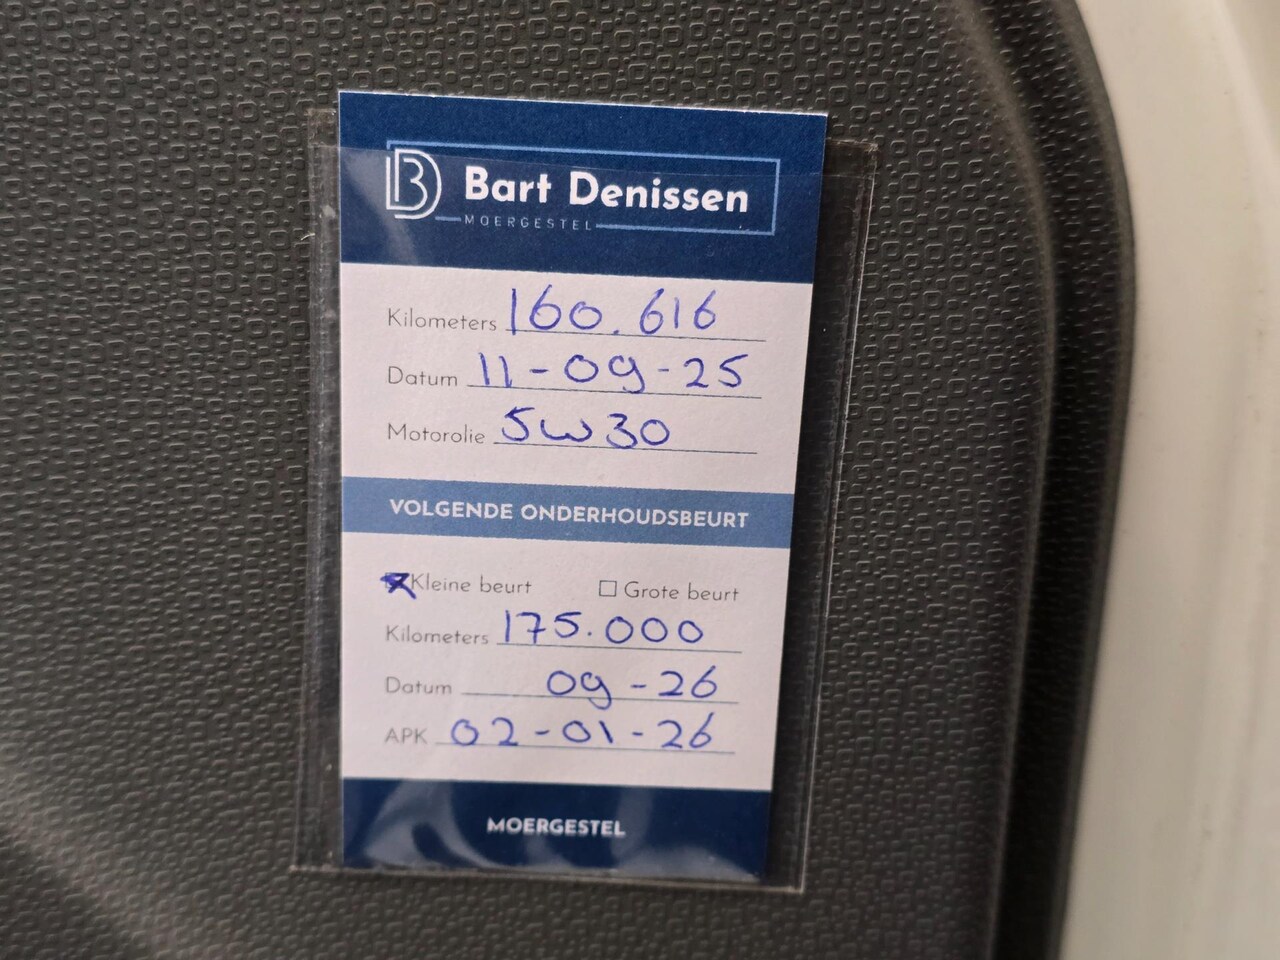 Bart Denissen
MOERGESTEL
Kilometers 160.616
Datum 11-09-25
Motorolie 5W30
VOLGENDE ONDERHOUDSBEURT
Kleine beurt Grote beurt
Kilometers 175.000
Datum 09-26
APK 02-01-26
MOERGESTEL